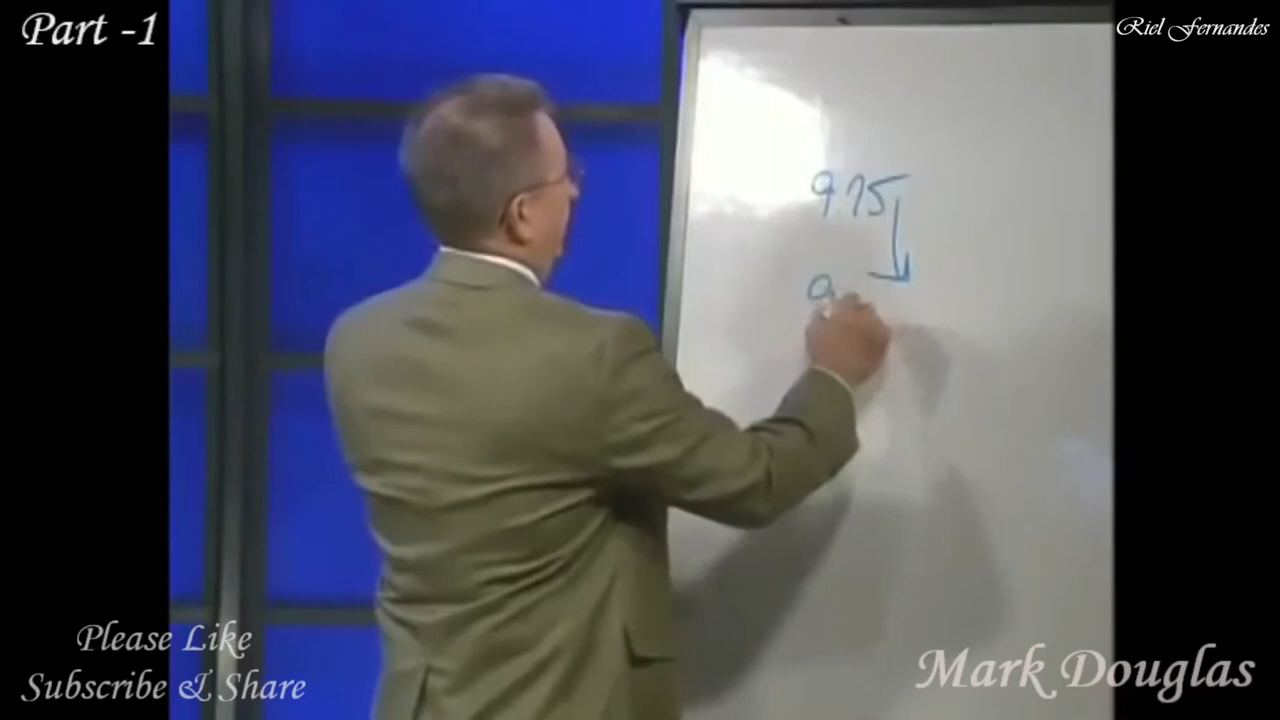 Part -1
Riel Fernandes
975
9
Please Like
Subscribe & Share
Mark Douglas